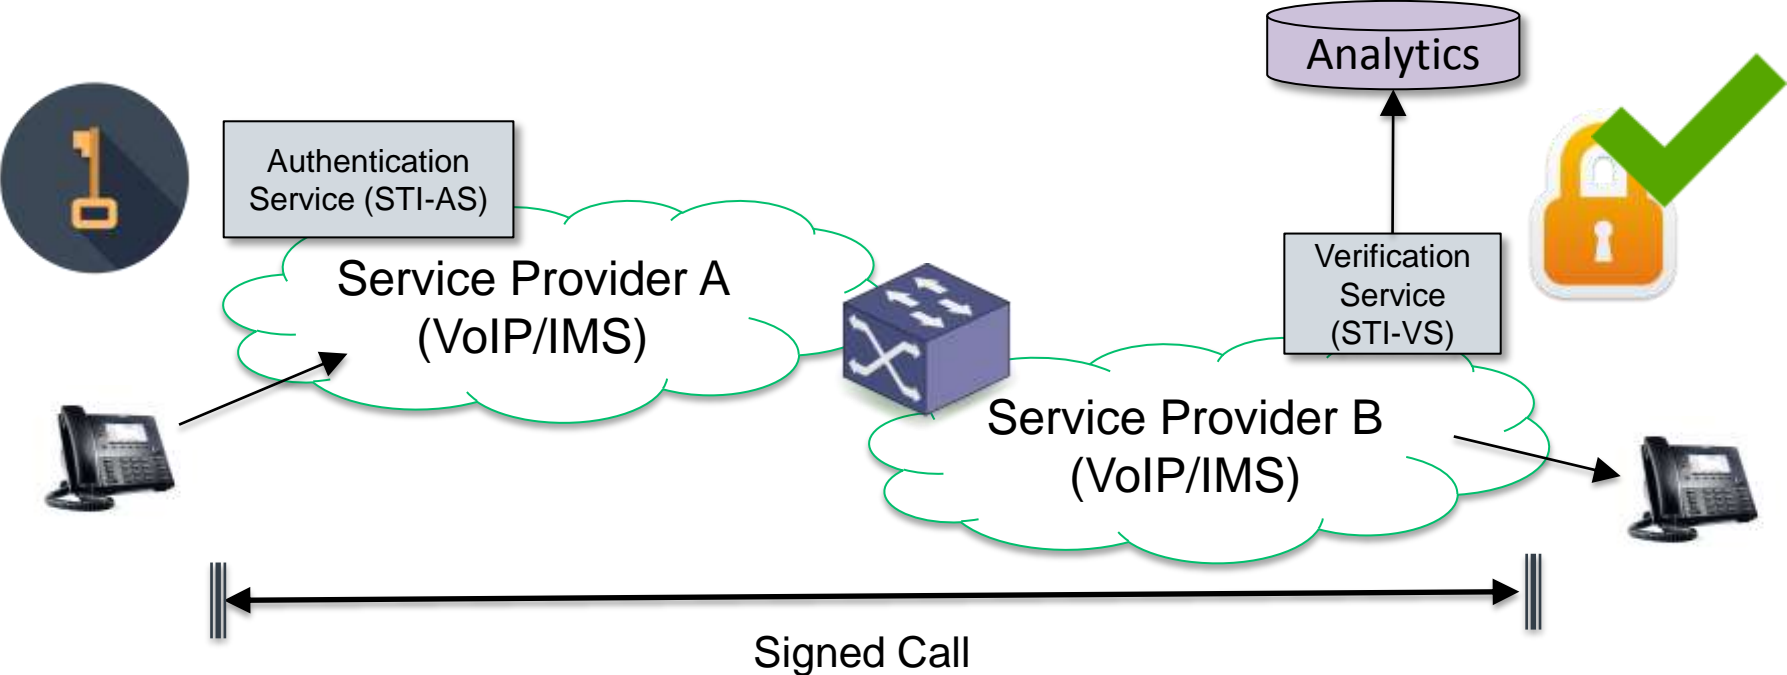 Analytics
Authentication
Service (STI-AS)
Service Provider A
(VoIP/IMS)
Verification
Service
(STI-VS)
Service Provider B
(VoIP/IMS)
Signed Call